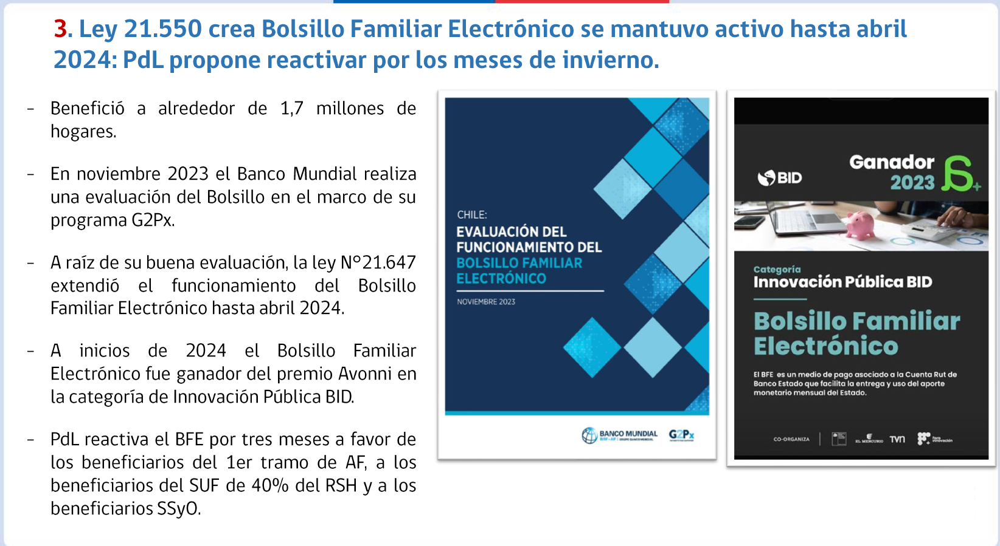 3. Ley 21.550 crea Bolsillo Familiar Electrónico se mantuvo activo hasta abril
2024: PdL propone reactivar por los meses de invierno.
- Benefició a alrededor de 1,7 millones de
hogares.
- En noviembre 2023 el Banco Mundial realiza
una evaluación del Bolsillo en el marco de su
programa G2Px.
- A raíz de su buena evaluación, la ley N°21.647
extendió el funcionamiento del Bolsillo
Familiar Electrónico hasta abril 2024.
- A inicios de 2024 el Bolsillo Familiar
Electrónico fue ganador del premio Avonni en
la categoría de Innovación Pública BID.
- PdL reactiva el BFE por tres meses a favor de
los beneficiarios del 1er tramo de AF, a los
beneficiarios del SUF de 40% del RSH y a los
beneficiarios SSyO.
CHILE:
EVALUACIÓN DEL
FUNCIONAMIENTO DEL
BOLSILLO FAMILIAR
ELECTRÓNICO
NOVIEMBRE 2023
BANCO MUNDIAL
G2Px
BID
Ganador
2023
Categoría
Innovación Pública BID
Bolsillo Familiar
Electrónico
El BFE es un medio de pago asociado a la Cuenta Rut de
Banco Estado que facilita la entrega y uso del aporte
monetario mensual del Estado.
CO-ORGANIZA
EL MERCURIO
TVN
foro
innovación